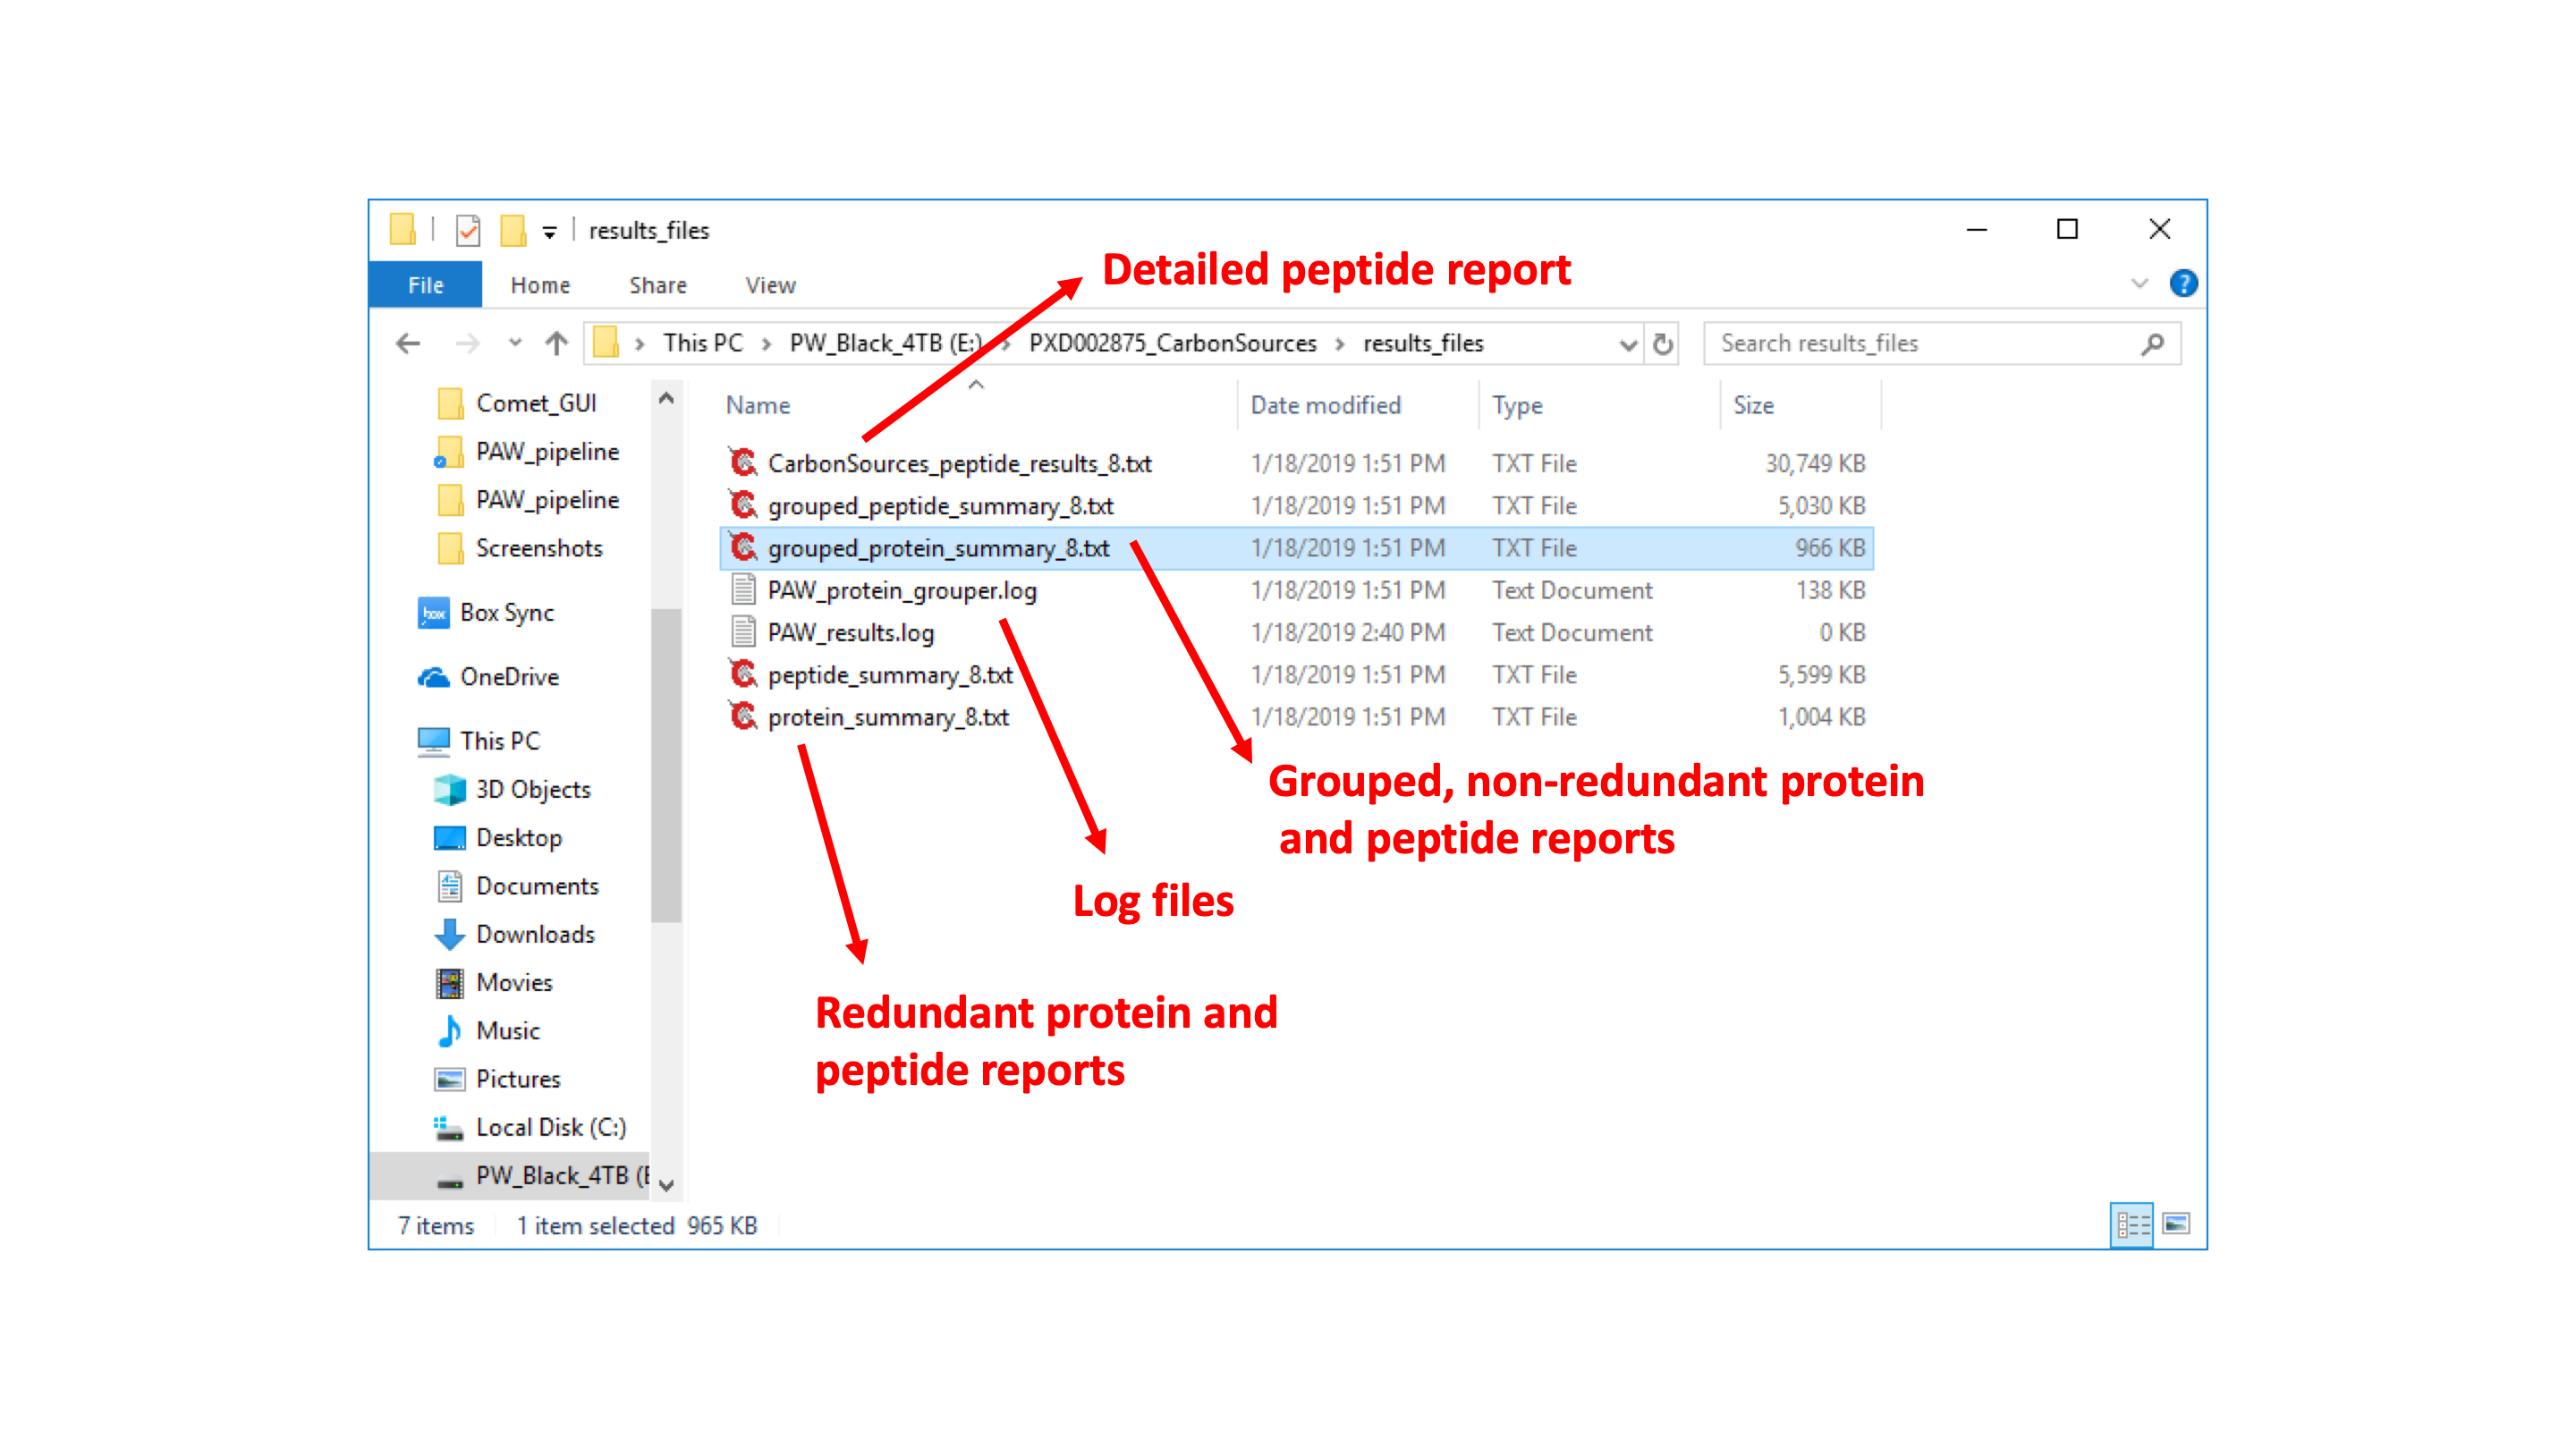 results_files
Detailed peptide report
File Home Share View
This PC > PW_Black_4TB (E:) > PXD002875_CarbonSources > results_files
Search results_files
Comet_GUI
PAW_pipeline
PAW_pipeline
Screenshots
box Box Sync
OneDrive
This PC
3D Objects
Desktop
Documents
Downloads
Movies
Music
Pictures
Local Disk (C:)
PW_Black_4TB (E
Name Date modified Type Size
CarbonSources_peptide_results_8.txt 1/18/2019 1:51 PM TXT File 30,749 KB
grouped_peptide_summary_8.txt 1/18/2019 1:51 PM TXT File 5,030 KB
grouped_protein_summary_8.txt 1/18/2019 1:51 PM TXT File 966 KB
PAW_protein_grouper.log 1/18/2019 1:51 PM Text Document 138 KB
PAW_results.log 1/18/2019 2:40 PM Text Document 0 KB
peptide_summary_8.txt 1/18/2019 1:51 PM TXT File 5,599 KB
protein_summary_8.txt 1/18/2019 1:51 PM TXT File 1,004 KB
Grouped, non-redundant protein
and peptide reports
Log files
Redundant protein and
peptide reports
7 items 1 item selected 965 KB